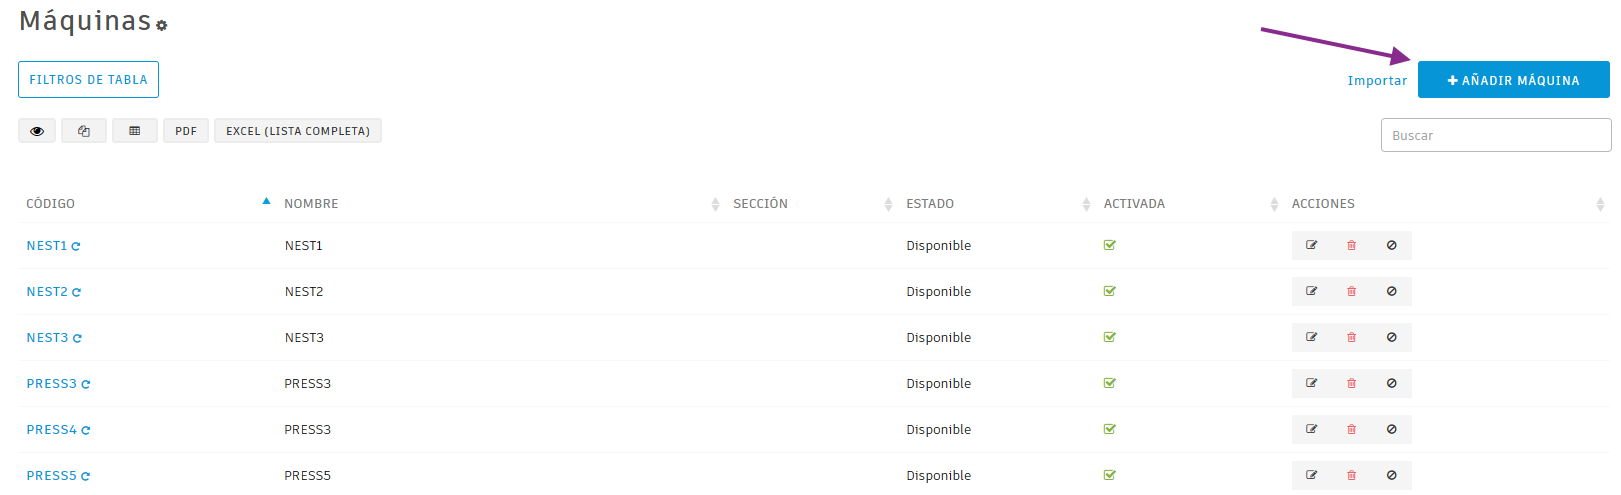 Máquinas
FILTROS DE TABLA
Importar
AÑADIR MÁQUINA
PDF
EXCEL (LISTA COMPLETA)
Buscar
CÓDIGO NOMBRE SECCIÓN ESTADO ACTIVADA ACCIONES
NEST1 NEST1 Disponible
NEST2 NEST2 Disponible
NEST3 NEST3 Disponible
PRESS3 PRESS3 Disponible
PRESS4 PRESS3 Disponible
PRESS5 PRESS5 Disponible